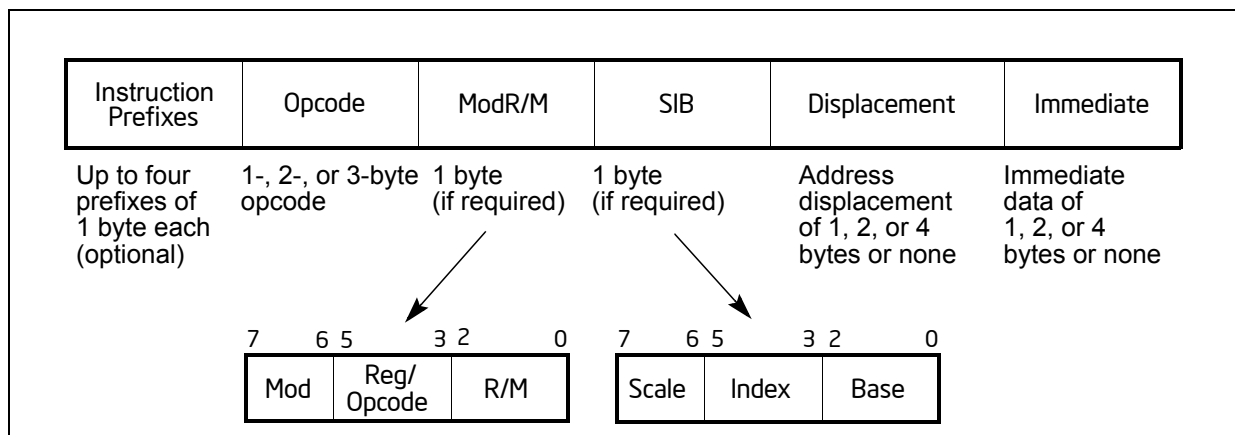 Instruction
Prefixes
Opcode
ModR/M
SIB
Displacement
Immediate
Up to four
prefixes of
1 byte each
(optional)
1-, 2-, or 3-byte
opcode
1 byte
(if required)
1 byte
(if required)
Address
displacement
of 1, 2, or 4
bytes or none
Immediate
data of
1, 2, or 4
bytes or none
7 6 5 3 2 0
Mod
Reg/
Opcode
R/M
7 6 5 3 2 0
Scale
Index
Base